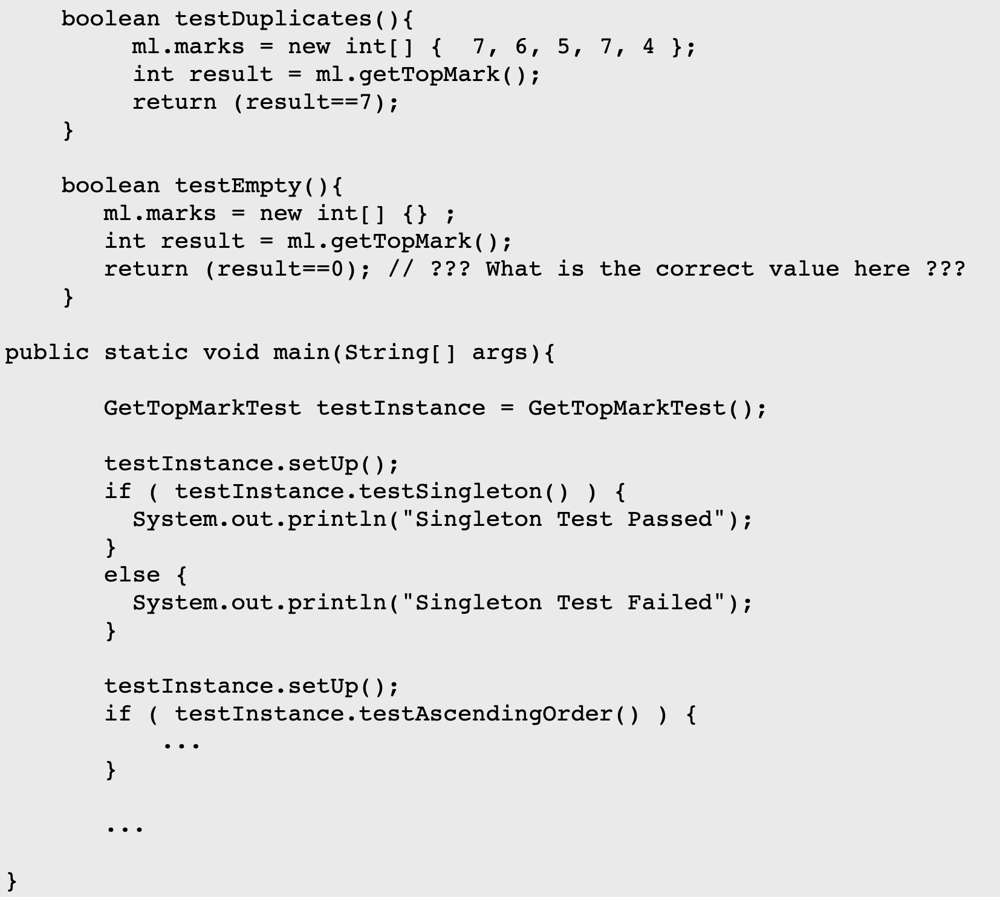 boolean testDuplicates(){
ml.marks = new int[] {  7, 6, 5, 7, 4 };
int result = ml.getTopMark();
return (result==7);
}
boolean testEmpty(){
ml.marks = new int[] {} ;
int result = ml.getTopMark();
return (result==0); // ??? What is the correct value here ???
}
public static void main(String[] args){
GetTopMarkTest testInstance = GetTopMarkTest();
testInstance.setUp();
if ( testInstance.testSingleton() ) {
System.out.println("Singleton Test Passed");
}
else {
System.out.println("Singleton Test Failed");
}
testInstance.setUp();
if ( testInstance.testAscendingOrder() ) {
...
}
...
}